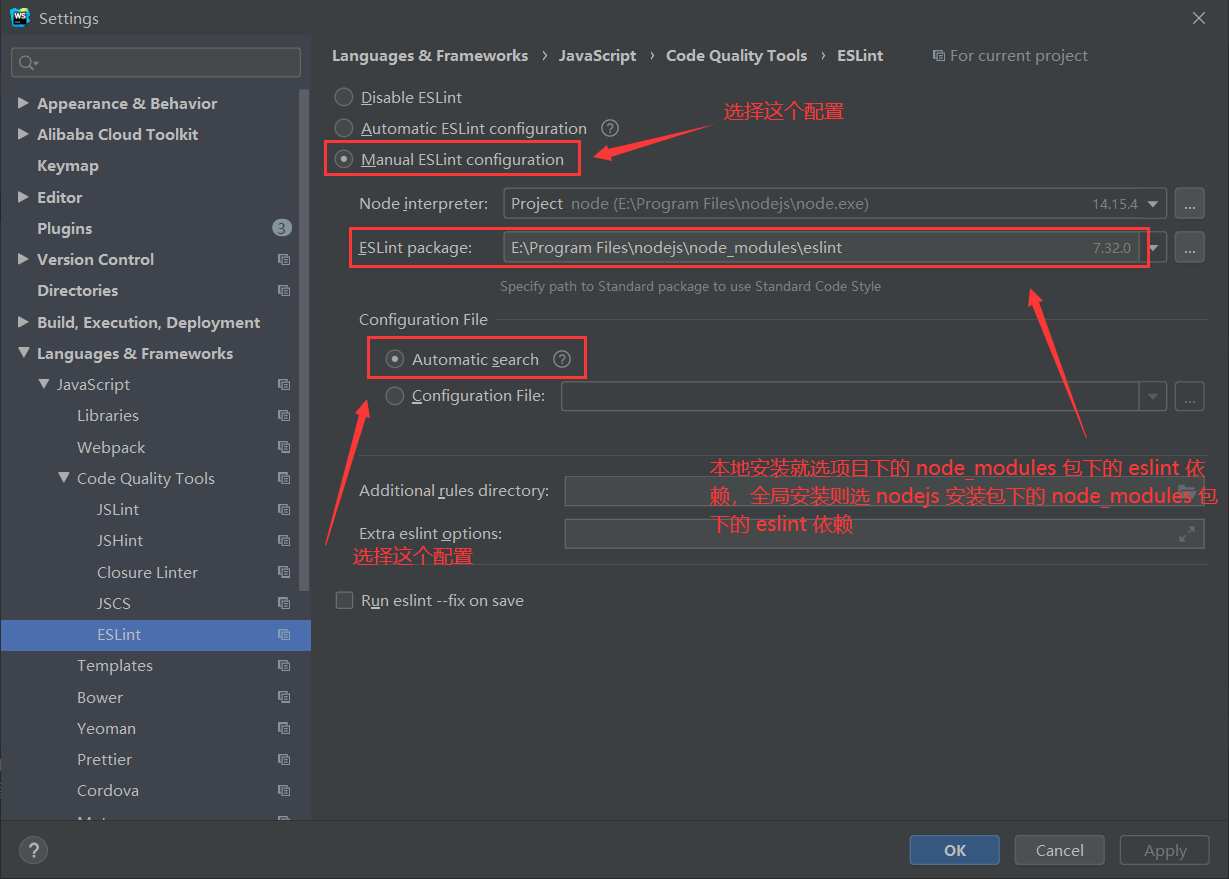 Settings
Languages & Frameworks › JavaScript › Code Quality Tools › ESLint For current project
Appearance & Behavior
Alibaba Cloud Toolkit
Keymap
Editor
Plugins 3
Version Control
Directories
Build, Execution, Deployment
Languages & Frameworks
JavaScript
Libraries
Webpack
Code Quality Tools
JSLint
JSHint
Closure Linter
JSCS
ESLint
Templates
Bower
Yeoman
Prettier
Cordova
Disable ESLint
Automatic ESLint configuration ?
Manual ESLint configuration
选择这个配置
Node interpreter: Project node (E:\Program Files\nodejs\node.exe) 14.15.4 ...
ESLint package: E:\Program Files\nodejs\node_modules\eslint 7.32.0 ...
Specify path to Standard package to use Standard Code Style
Configuration File
Automatic search ?
Configuration File: ...
本地安装就选项目下的 node_modules 包下的 eslint 依
赖，全局安装则选 nodejs 安装包下的 node_modules 包
下的 eslint 依赖
Additional rules directory:
Extra eslint options:
选择这个配置
Run eslint --fix on save
? OK Cancel Apply